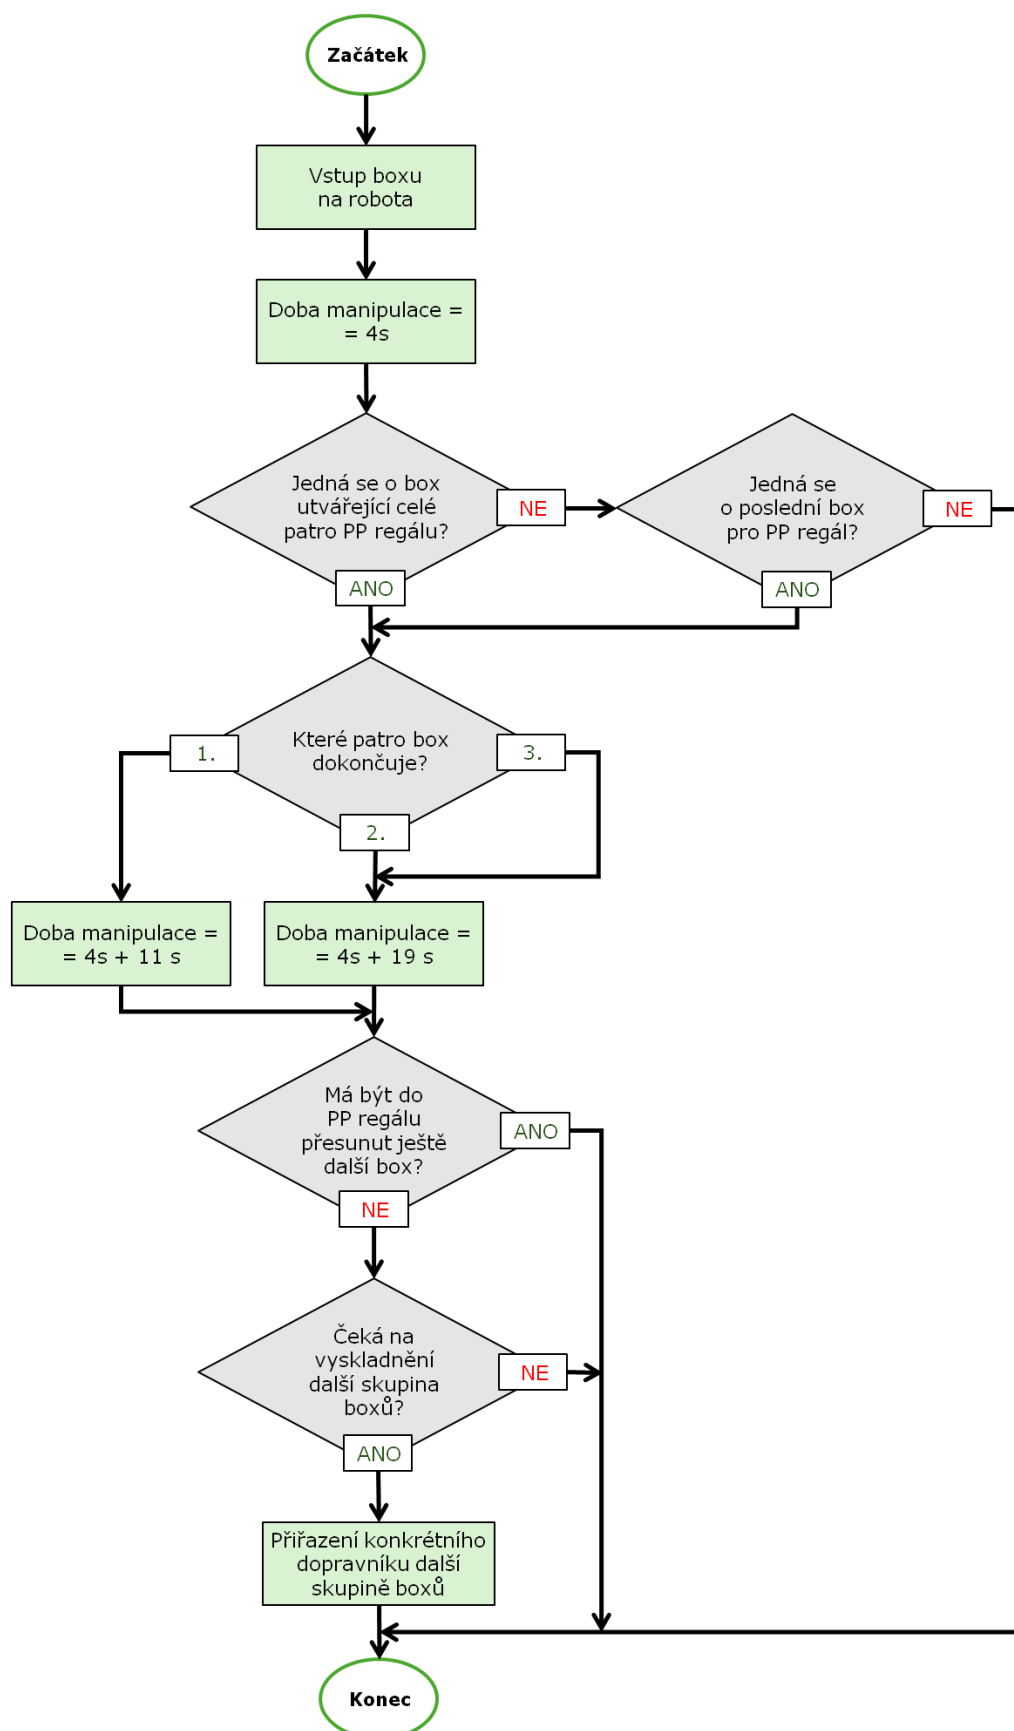 Začátek
Vstup boxu
na robota
Doba manipulace =
= 4s
Jedná se o box
utvářející celé
patro PP regálu?
NE
ANO
Jedná se
o poslední box
pro PP regál?
NE
ANO
Které patro box
dokončuje?
1.
2.
3.
Doba manipulace =
= 4s + 11 s
Doba manipulace =
= 4s + 19 s
Má být do
PP regálu
přesunut ještě
další box?
ANO
NE
Čeká na
vyskladnění
další skupina
boxů?
NE
ANO
Přiřazení konkrétního
dopravníku další
skupině boxů
Konec